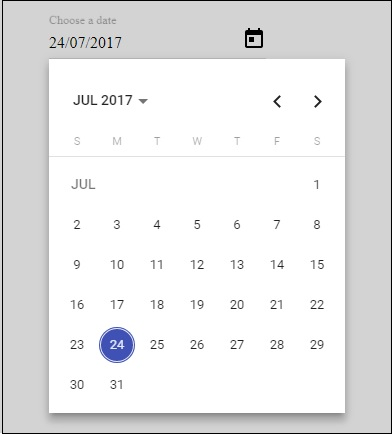 Choose a date
24/07/2017
JUL 2017
S M T W T F S
JUL 1
2 3 4 5 6 7 8
9 10 11 12 13 14 15
16 17 18 19 20 21 22
23 24 25 26 27 28 29
30 31